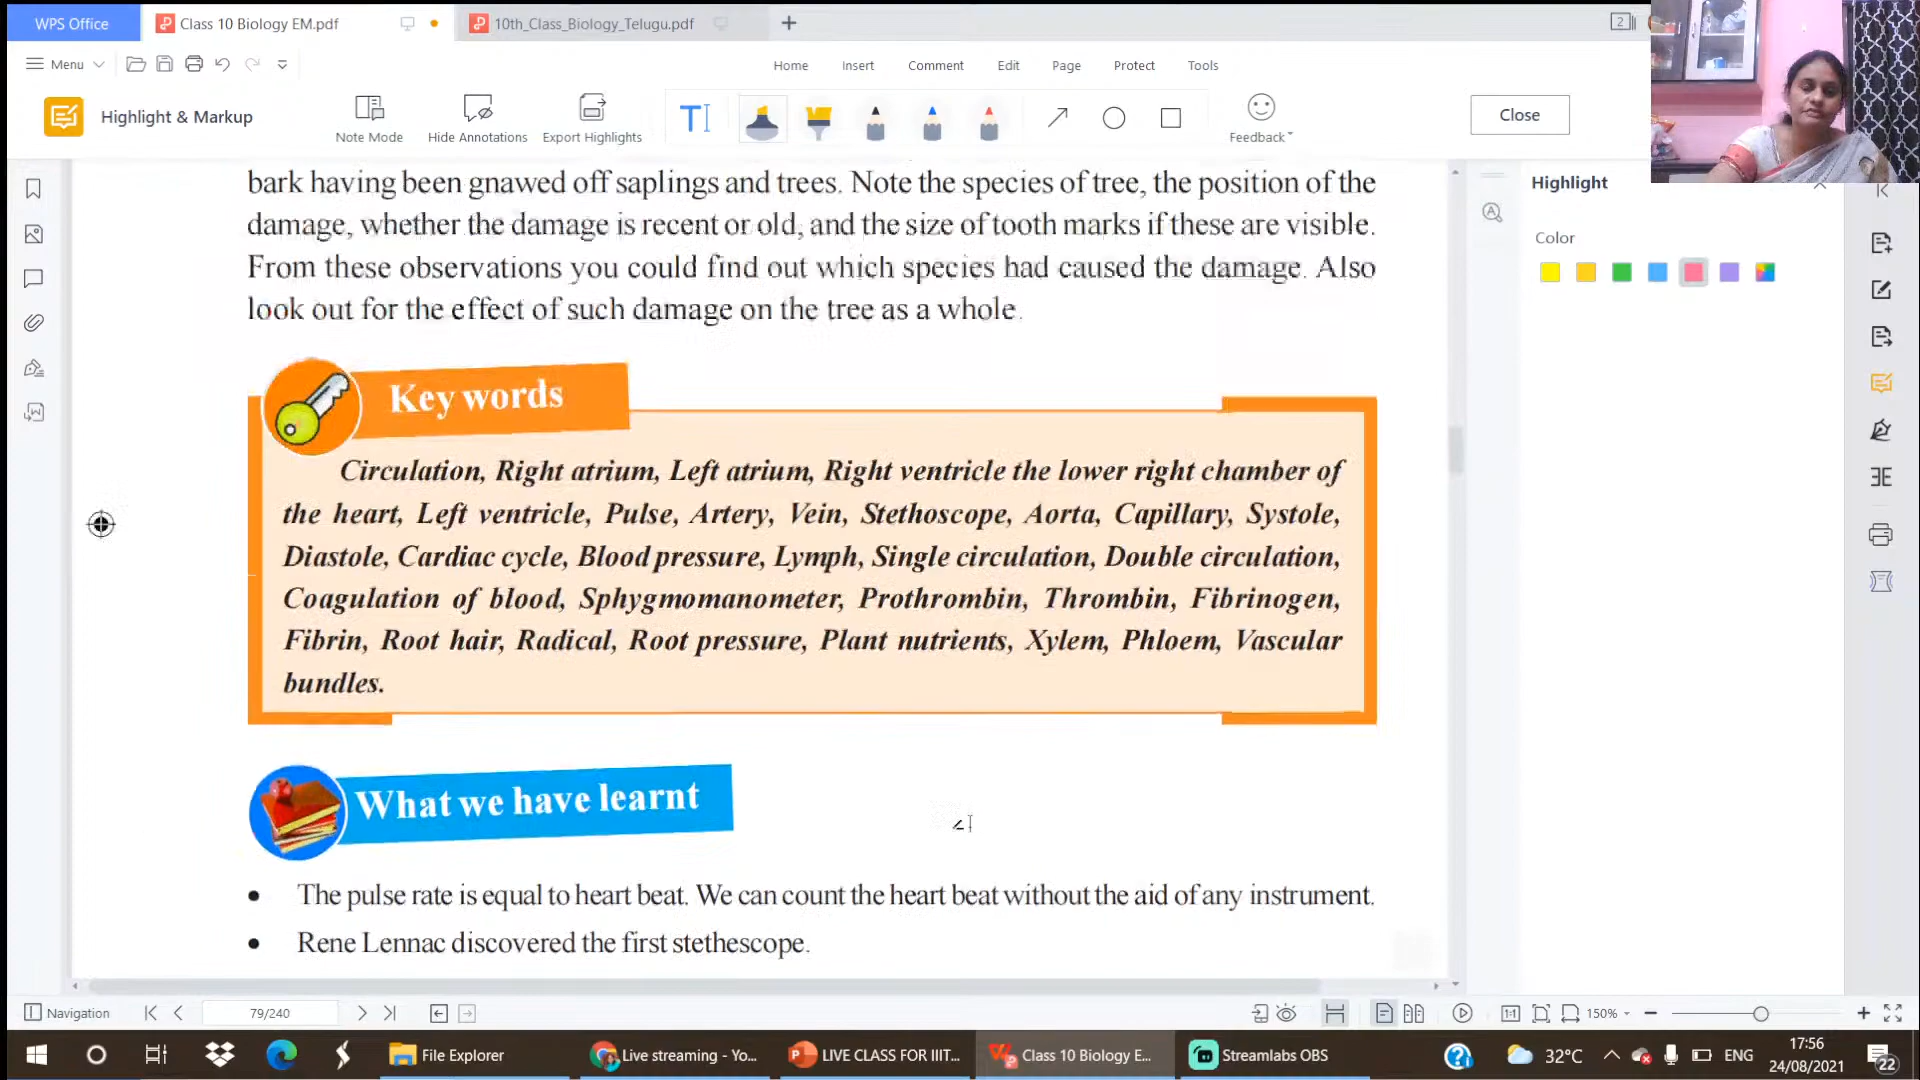 WPS Office
Class 10 Biology EM.pdf
10th_Class_Biology_Telugu.pdf
2
Menu
Home Insert Comment Edit Page Protect Tools
Highlight & Markup
Note Mode
Hide Annotations
Export Highlights
Feedback
Close
bark having been gnawed off saplings and trees. Note the species of tree, the position of the
damage, whether the damage is recent or old, and the size of tooth marks if these are visible.
From these observations you could find out which species had caused the damage. Also
look out for the effect of such damage on the tree as a whole.
Highlight
Color
Key words
Circulation, Right atrium, Left atrium, Right ventricle the lower right chamber of
the heart, Left ventricle, Pulse, Artery, Vein, Stethoscope, Aorta, Capillary, Systole,
Diastole, Cardiac cycle, Blood pressure, Lymph, Single circulation, Double circulation,
Coagulation of blood, Sphygmomanometer, Prothrombin, Thrombin, Fibrinogen,
Fibrin, Root hair, Radical, Root pressure, Plant nutrients, Xylem, Phloem, Vascular
bundles.
What we have learnt
• The pulse rate is equal to heart beat. We can count the heart beat without the aid of any instrument.
• Rene Lennac discovered the first stethescope.
Navigation
79/240
1:1
150%
File Explorer
Live streaming - Yo...
LIVE CLASS FOR IIIT...
Class 10 Biology E...
Streamlabs OBS
32°C
ENG
17:56
24/08/2021
22